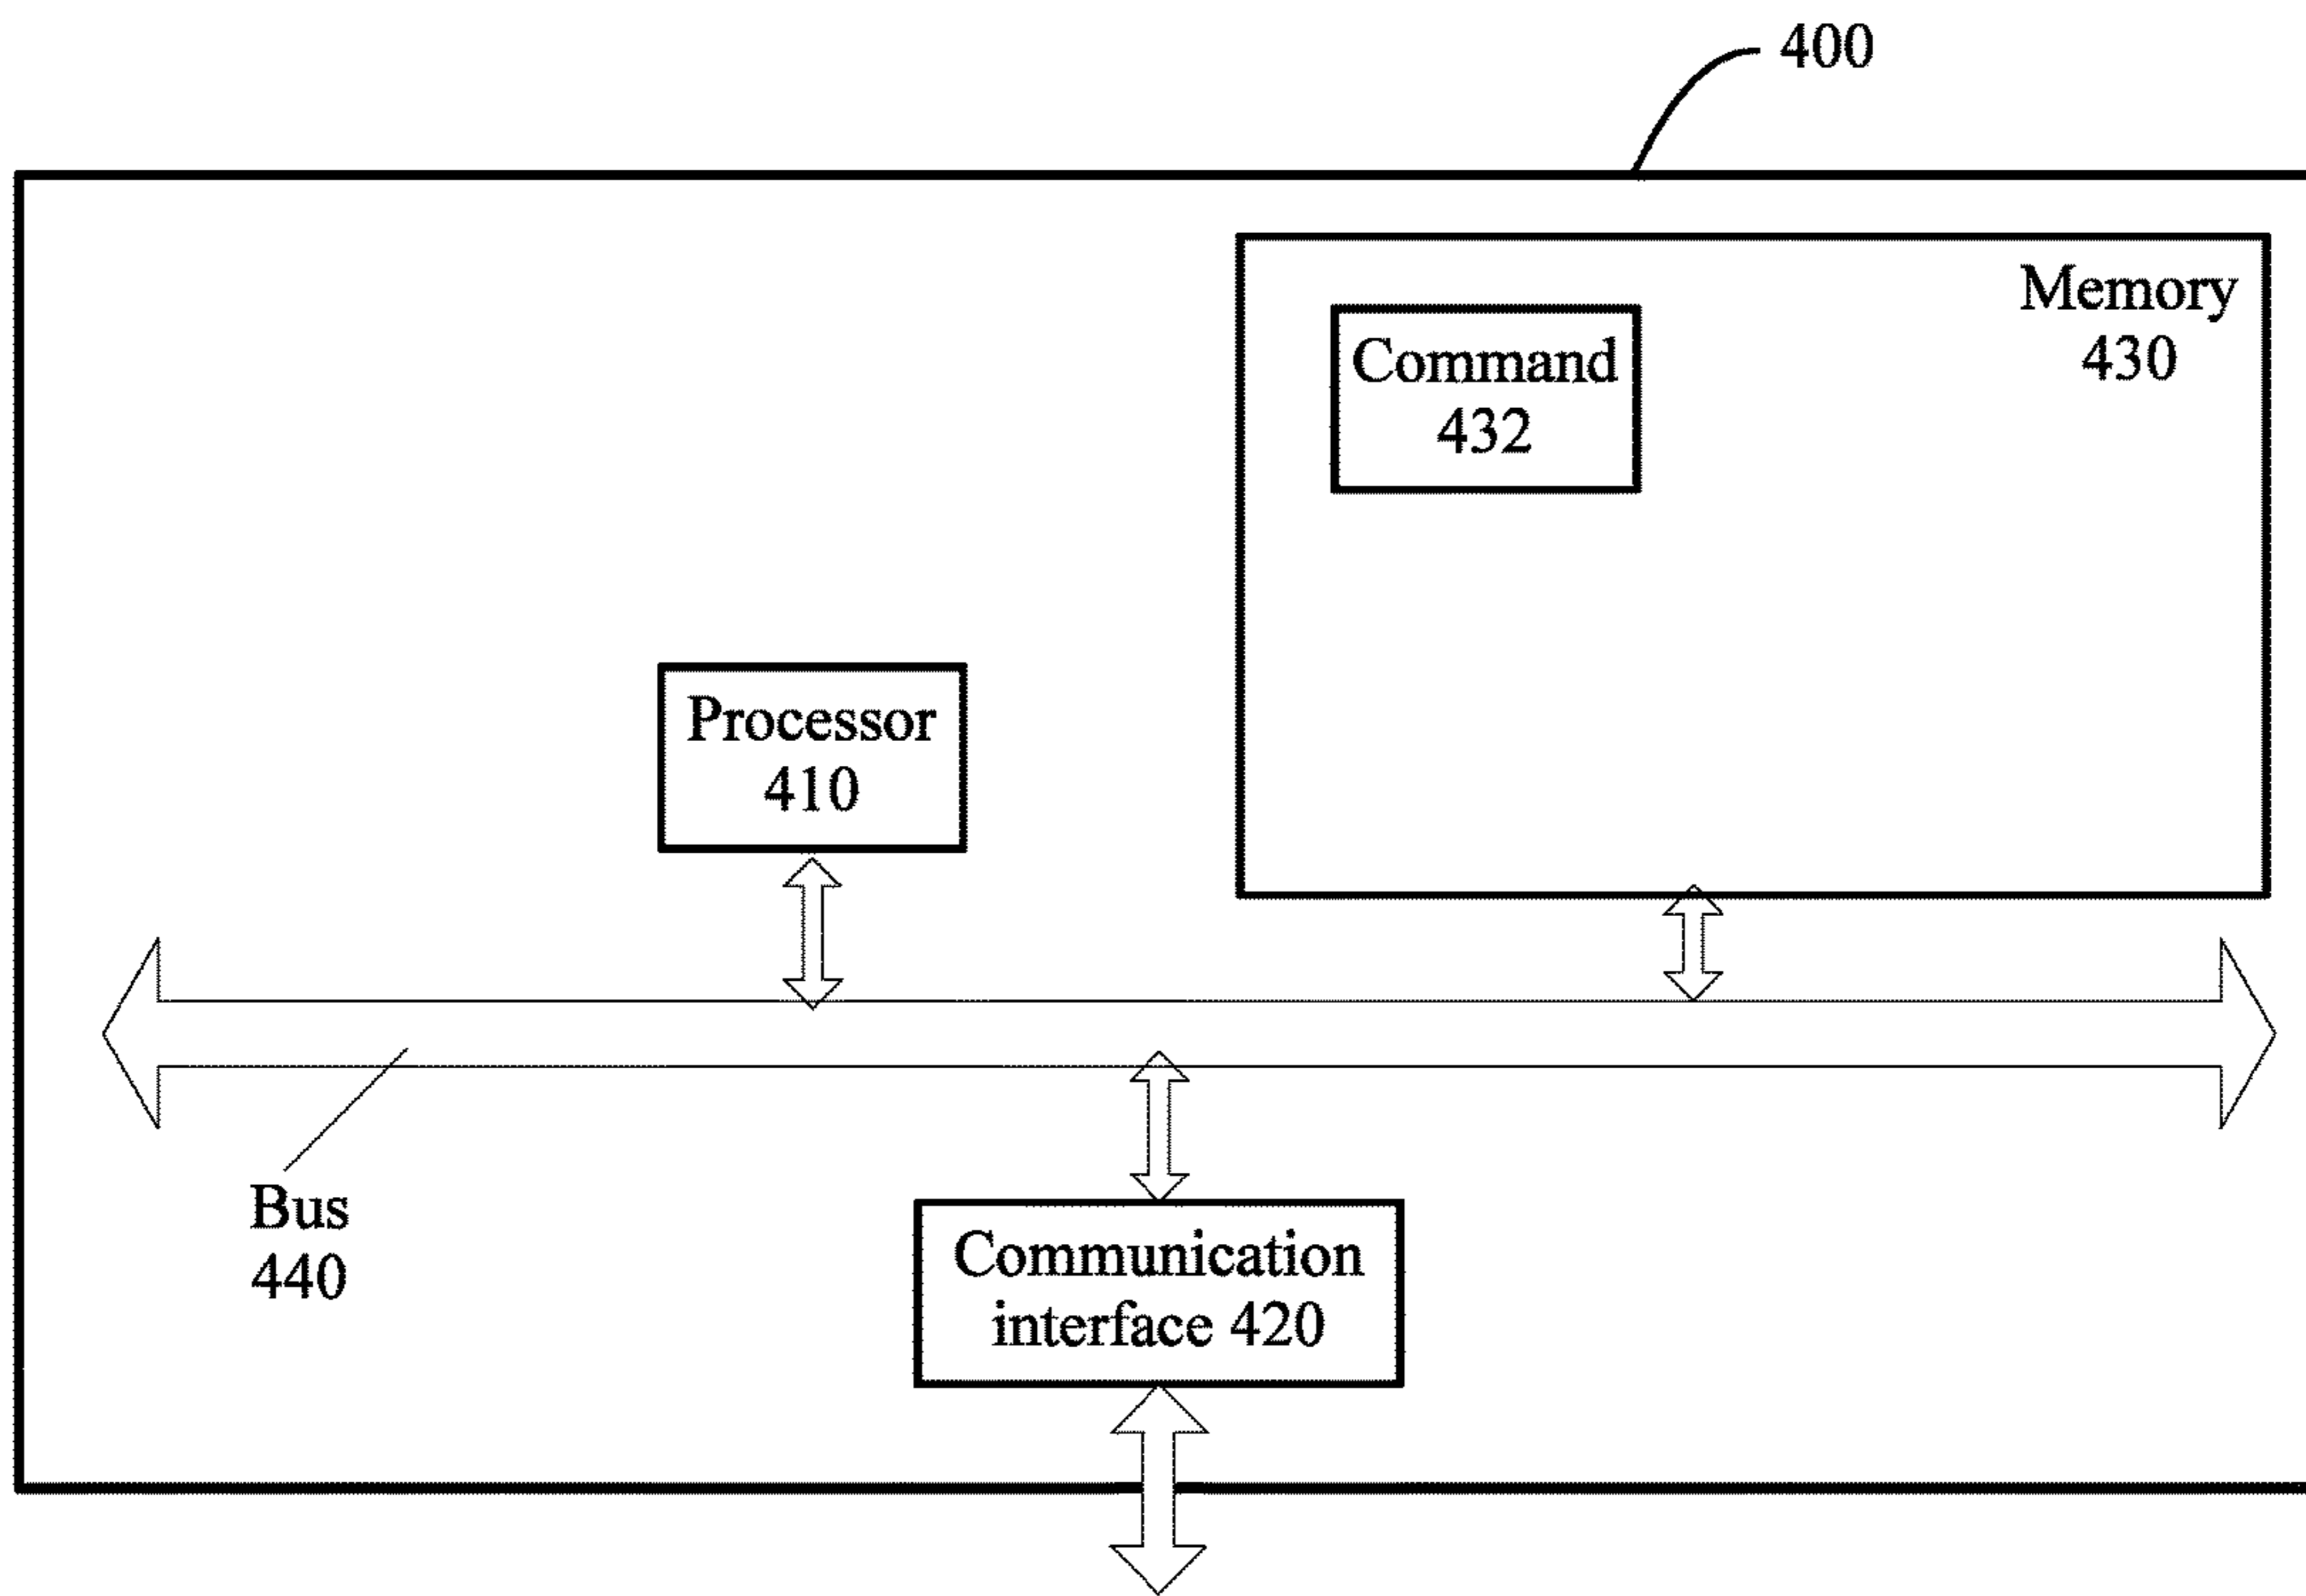 400
Memory
430
Command
432
Processor
410
Bus
440
Communication
interface 420